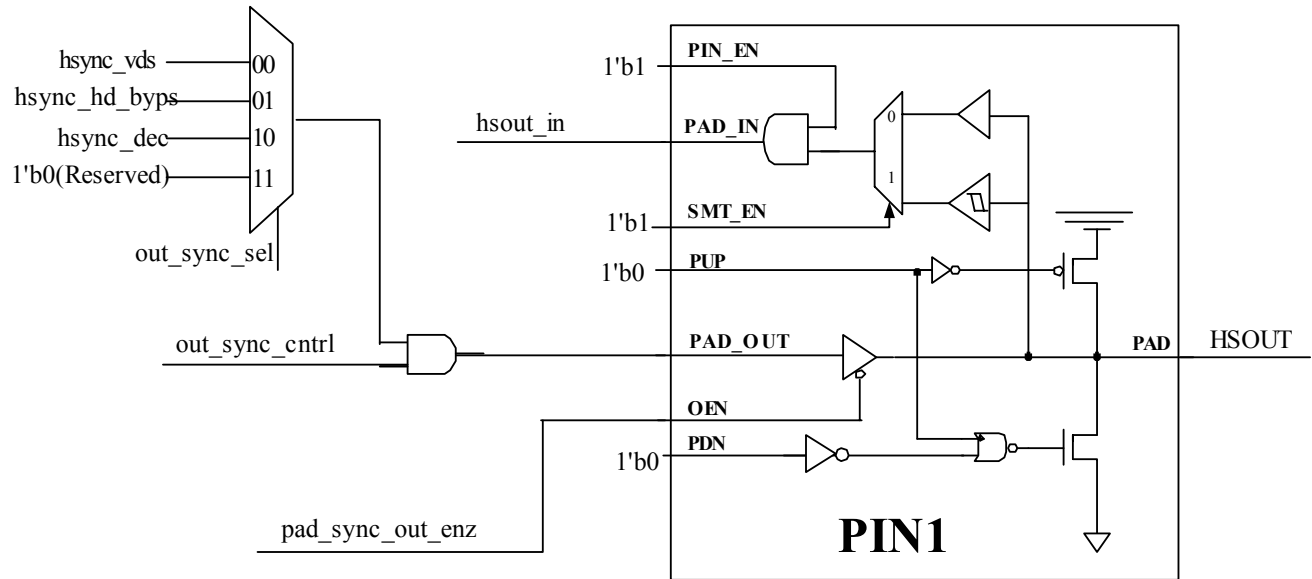 hsync_vds
00
hsync_hd_byps
01
hsync_dec
10
1'b0(Reserved)
11
out_sync_sel
out_sync_cntrl
pad_sync_out_enz
1'b1
PIN_EN
hsout_in
PAD_IN
0
1
1'b1
SMT_EN
1'b0
PUP
PAD_OUT
PAD
HSOUT
OEN
1'b0
PDN
PIN1